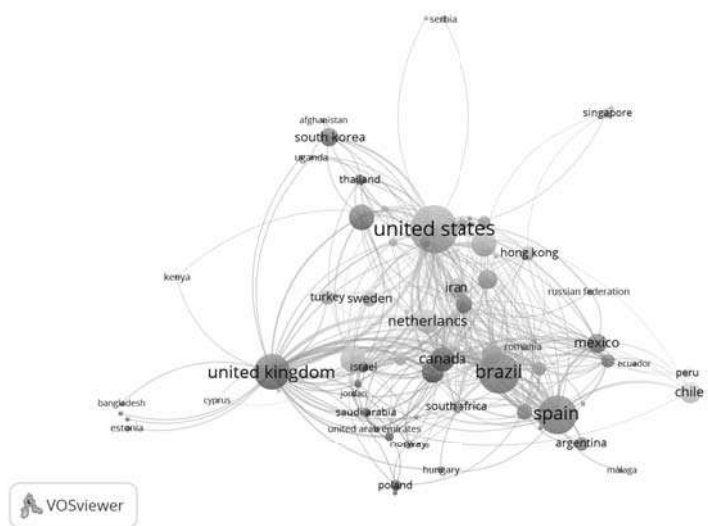 serbia
singapore
afghanistan
south korea
uganda
thailand
united states
hong kong
kenya
iran
russian federation
turkey
sweden
netherlands
mexico
romania
canada
brazil
ecuador
peru
united kingdom
israel
chile
jordan
bangladesh
cyprus
saudi arabia
south africa
spain
estonia
united arab emirates
norway
argentina
hungary
malaga
poland
VOSviewer